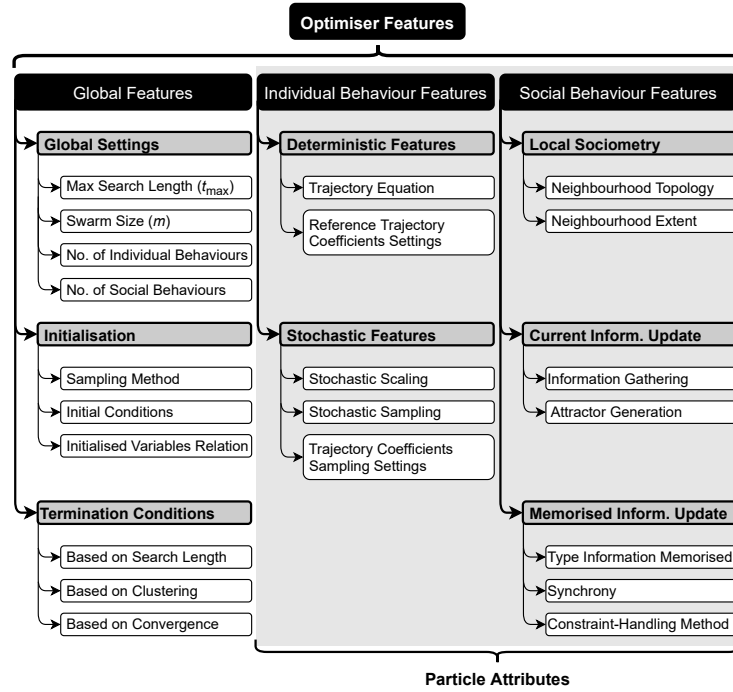 Optimiser Features
Global Features
Global Settings
Max Search Length (tmax)
Swarm Size (m)
No. of Individual Behaviours
No. of Social Behaviours
Initialisation
Sampling Method
Initial Conditions
Initialised Variables Relation
Termination Conditions
Based on Search Length
Based on Clustering
Based on Convergence
Individual Behaviour Features
Deterministic Features
Trajectory Equation
Reference Trajectory
Coefficients Settings
Stochastic Features
Stochastic Scaling
Stochastic Sampling
Trajectory Coefficients
Sampling Settings
Social Behaviour Features
Local Sociometry
Neighbourhood Topology
Neighbourhood Extent
Current Inform. Update
Information Gathering
Attractor Generation
Memorised Inform. Update
Type Information Memorised
Synchrony
Constraint-Handling Method
Particle Attributes